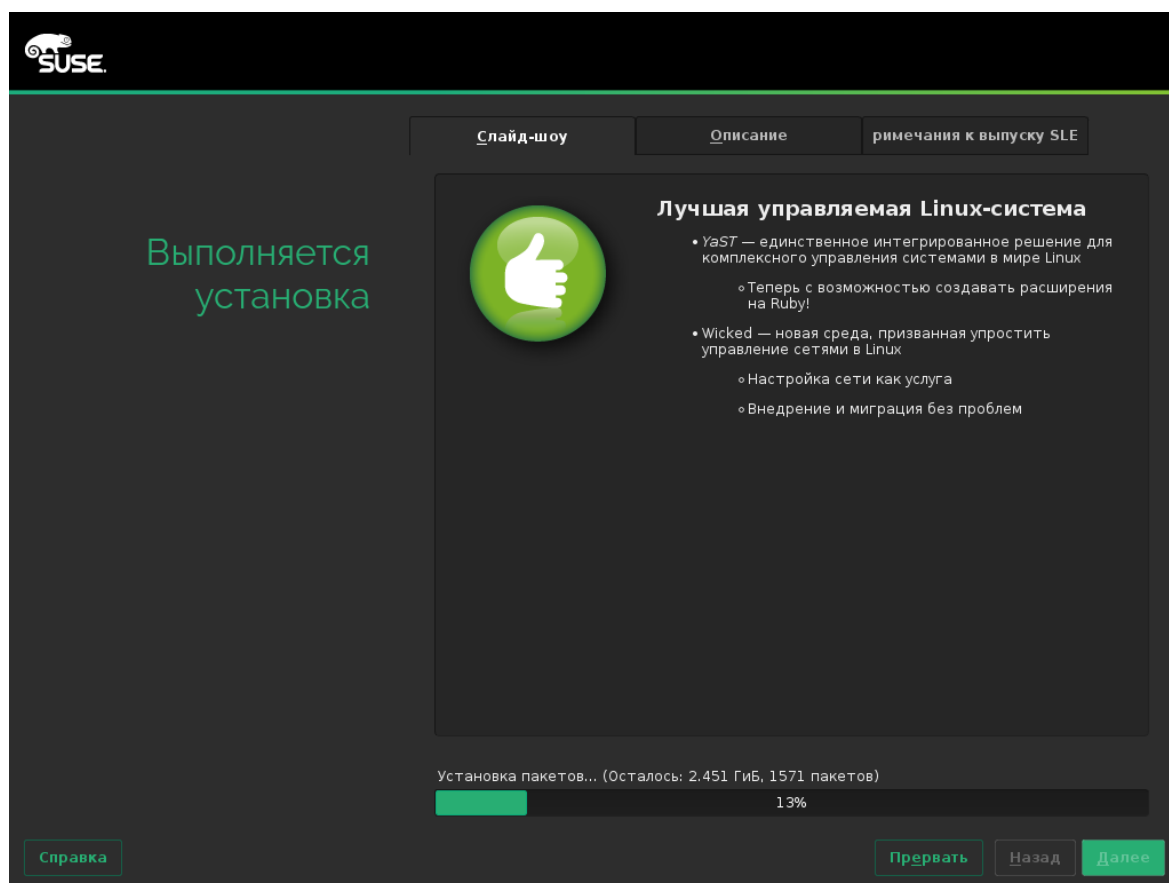 SUSE.
Слайд-шоу
Описание
римечания к выпуску SLE
Выполняется
установка
Лучшая управляемая Linux-система
• YaST — единственное интегрированное решение для
комплексного управления системами в мире Linux
◦ Теперь с возможностью создавать расширения
на Ruby!
• Wicked — новая среда, призванная упростить
управление сетями в Linux
◦ Настройка сети как услуга
◦ Внедрение и миграция без проблем
Установка пакетов... (Осталось: 2.451 ГиБ, 1571 пакетов)
13%
Справка
Прервать
Назад
Далее